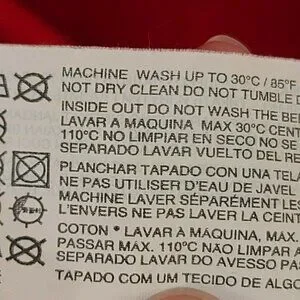 MACHINE WASH UP TO 30°C / 85°F
NOT DRY CLEAN DO NOT TUMBLE
INSIDE OUT DO NOT WASH THE BE
LAVAR A MAQUINA MAX 30°C CENT
110°C NO LIMPIAR EN SECO NO SE
SEPARADO LAVAR VUELTO DEL RE
PLANCHAR TAPADO CON UNA TELA
NE PAS UTILISER D'EAU DE JAVEL
MACHINE LAVER SÉPARÉMENT LES
L'ENVERS NE PAS LAVER LA CEINT
COTON * LAVAR À MÁQUINA, MAX.
PASSAR MÁX. 110°C NÃO LIMPAR A
SEPARADO LAVAR DO AVESSO PAS
TAPADO COM UM TECIDO DE ALGO